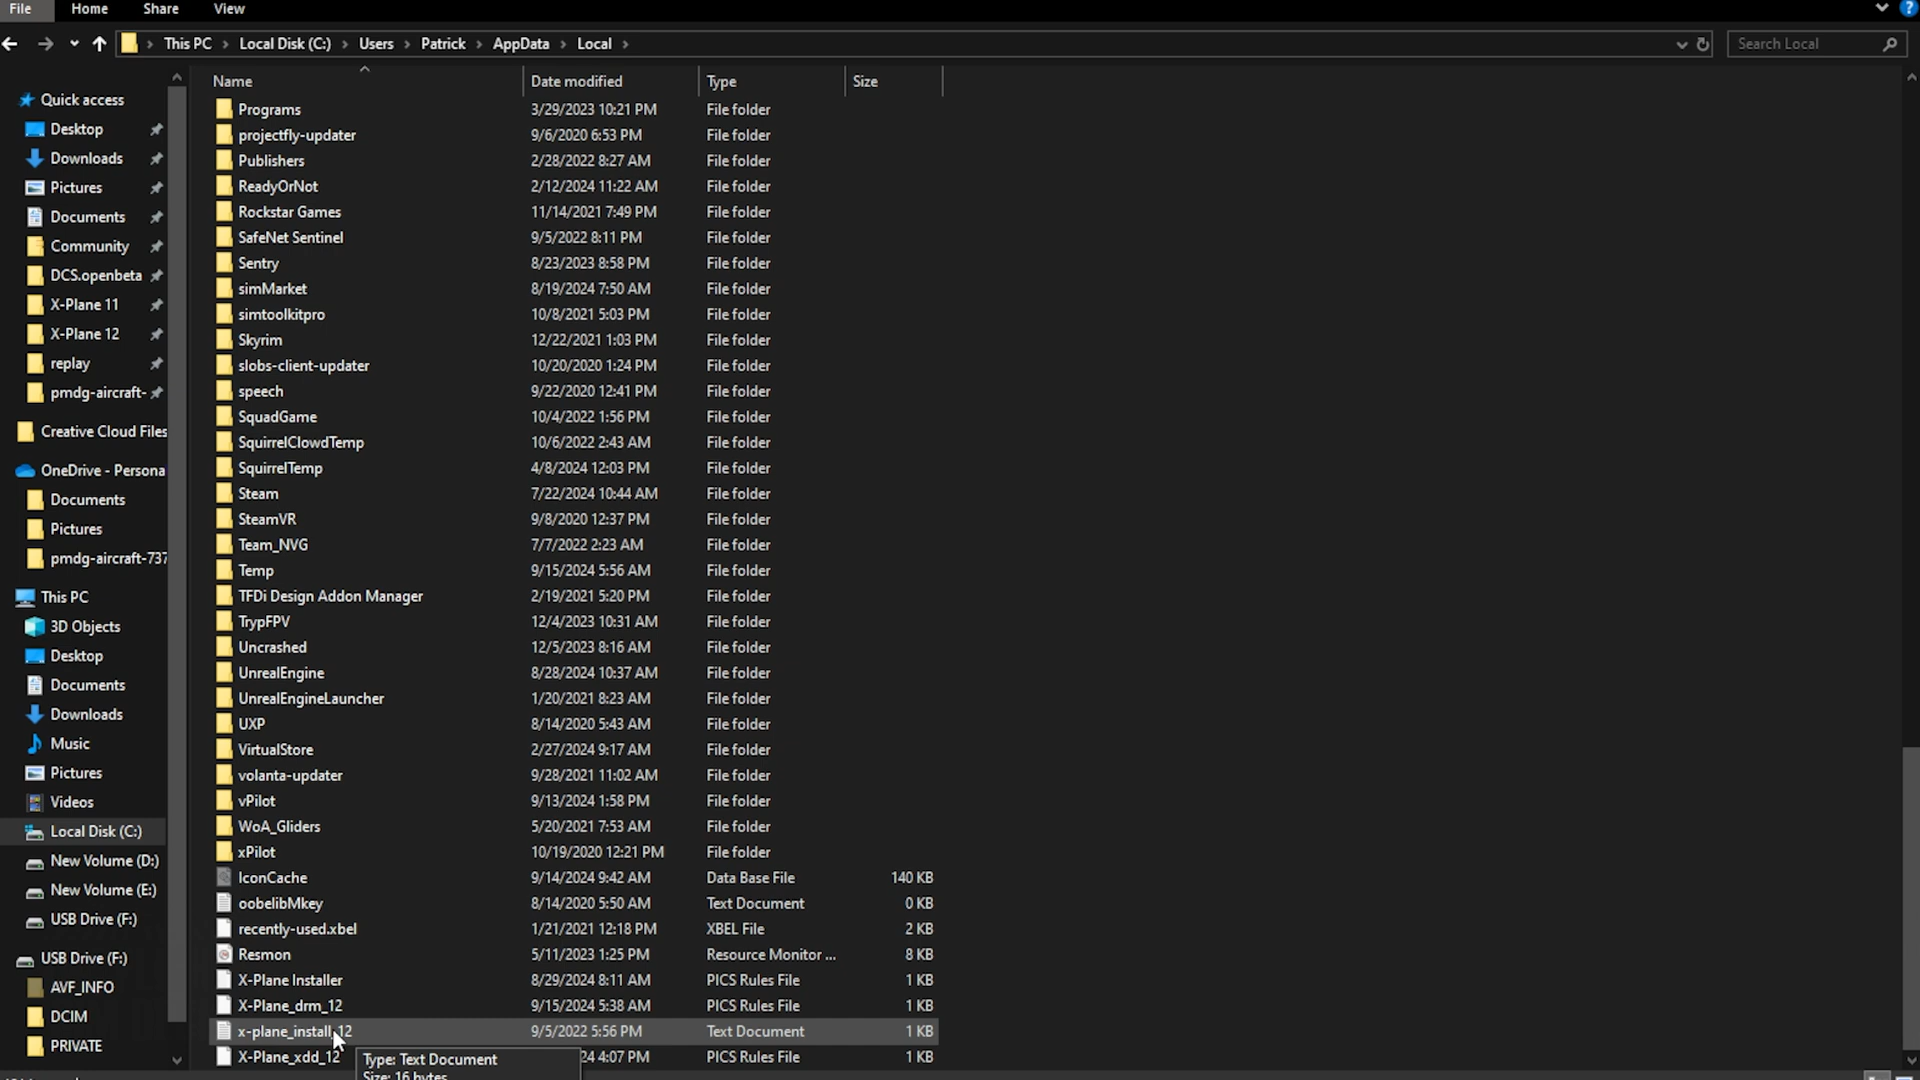 File Home Share View
This PC Local Disk (C:) Users Patrick AppData Local Search Local
Name Date modified Type Size
Quick access
Desktop
Downloads
Pictures
Documents
Community
DCS.openbeta
X-Plane 11
X-Plane 12
replay
pmdg-aircraft-
Creative Cloud Files
OneDrive - Persona
Documents
Pictures
pmdg-aircraft-737
This PC
3D Objects
Desktop
Documents
Downloads
Music
Pictures
Videos
Local Disk (C:)
New Volume (D:)
New Volume (E:)
USB Drive (F:)
USB Drive (F:)
AVF_INFO
DCIM
PRIVATE
Programs 3/29/2023 10:21 PM File folder
projectfly-updater 9/6/2020 6:53 PM File folder
Publishers 2/28/2022 8:27 AM File folder
ReadyOrNot 2/12/2024 11:22 AM File folder
Rockstar Games 11/14/2021 7:49 PM File folder
SafeNet Sentinel 9/5/2022 8:11 PM File folder
Sentry 8/23/2023 8:58 PM File folder
simMarket 8/19/2024 7:50 AM File folder
simtoolkitpro 10/8/2021 5:03 PM File folder
Skyrim 12/22/2021 1:03 PM File folder
slobs-client-updater 10/20/2020 1:24 PM File folder
speech 9/22/2020 12:41 PM File folder
SquadGame 10/4/2022 1:56 PM File folder
SquirrelClowdTemp 10/6/2022 2:43 AM File folder
SquirrelTemp 4/8/2024 12:03 PM File folder
Steam 7/22/2024 10:44 AM File folder
SteamVR 9/8/2020 12:37 PM File folder
Team_NVG 7/7/2022 2:23 AM File folder
Temp 9/15/2024 5:56 AM File folder
TFDi Design Addon Manager 2/19/2021 5:20 PM File folder
TrypFPV 12/4/2023 10:31 AM File folder
Uncrashed 12/5/2023 8:16 AM File folder
UnrealEngine 8/28/2024 10:37 AM File folder
UnrealEngineLauncher 1/20/2021 8:23 AM File folder
UXP 8/14/2020 5:43 AM File folder
VirtualStore 2/27/2024 9:17 AM File folder
volanta-updater 9/28/2021 11:02 AM File folder
vPilot 9/13/2024 1:58 PM File folder
WoA_Gliders 5/20/2021 7:53 AM File folder
xPilot 10/19/2020 12:21 PM File folder
IconCache 9/14/2024 9:42 AM Data Base File 140 KB
oobelibMkey 8/14/2020 5:50 AM Text Document 0 KB
recently-used.xbel 1/21/2021 12:18 PM XBEL File 2 KB
Resmon 5/11/2023 1:25 PM Resource Monitor ... 8 KB
X-Plane Installer 8/29/2024 8:11 AM PICS Rules File 1 KB
X-Plane_drm_12 9/15/2024 5:38 AM PICS Rules File 1 KB
x-plane_install_12 9/5/2022 5:56 PM Text Document 1 KB
X-Plane_xdd_12 24 4:07 PM PICS Rules File 1 KB
Type: Text Document
Size: 16 bytes